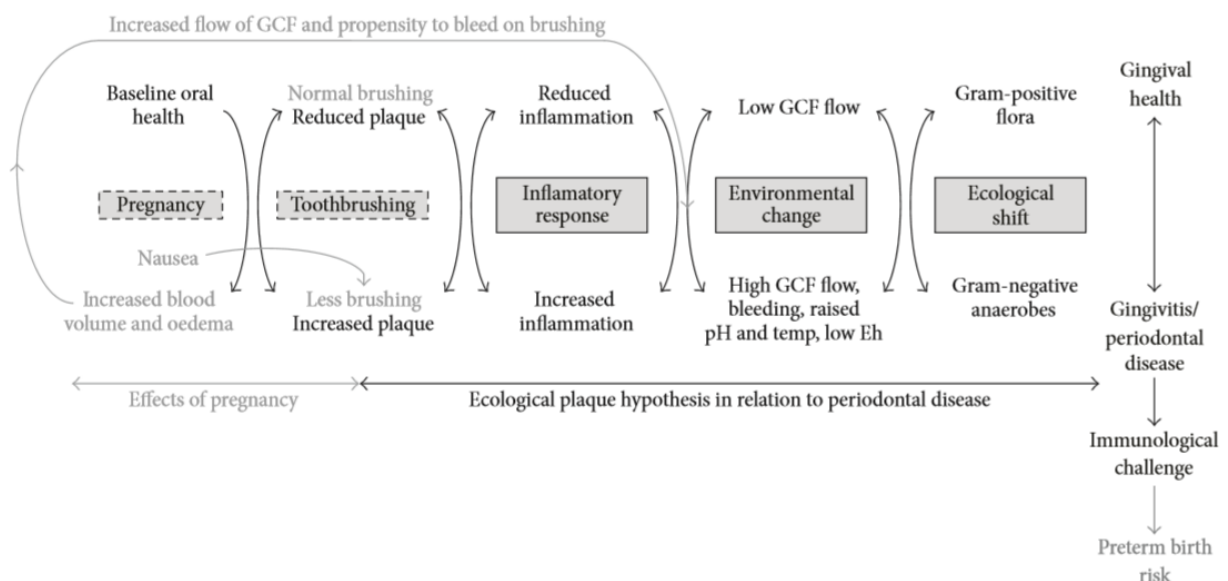 Increased flow of GCF and propensity to bleed on brushing
Baseline oral
health
Normal brushing
Reduced plaque
Reduced
inflammation
Low GCF flow
Gram-positive
flora
Gingival
health
Pregnancy
Toothbrushing
Inflamatory
response
Environmental
change
Ecological
shift
Nausea
Increased blood
volume and oedema
Less brushing
Increased plaque
Increased
inflammation
High GCF flow,
bleeding, raised
pH and temp, low Eh
Gram-negative
anaerobes
Gingivitis/
periodontal
disease
Effects of pregnancy
Ecological plaque hypothesis in relation to periodontal disease
Immunological
challenge
Preterm birth
risk